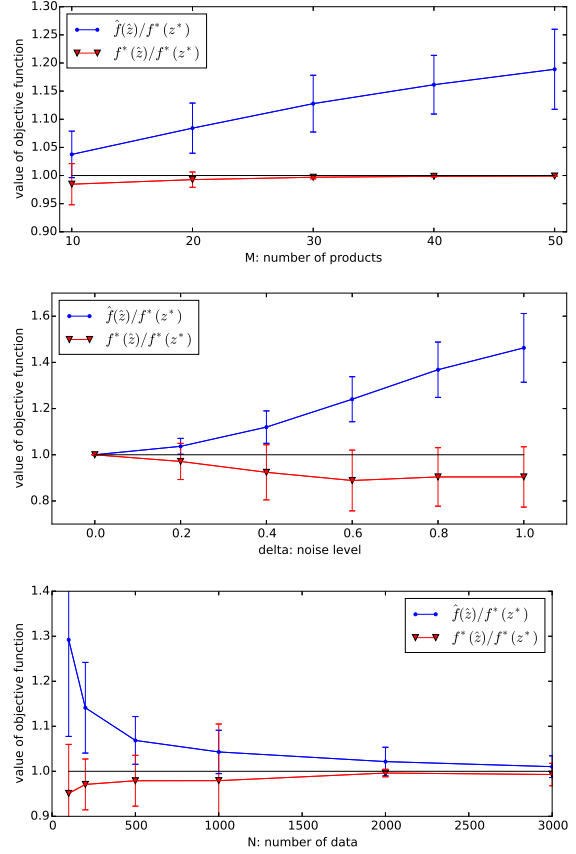 1.30
1.25
1.20
1.15
1.10
1.05
1.00
0.95
0.90
value of objective function
f̂(ẑ)/f*(z*)
f*(ẑ)/f*(z*)
10 20 30 40 50
M: number of products
1.6
1.4
1.2
1.0
0.8
value of objective function
f̂(ẑ)/f*(z*)
f*(ẑ)/f*(z*)
0.0 0.2 0.4 0.6 0.8 1.0
delta: noise level
1.4
1.3
1.2
1.1
1.0
0.9
value of objective function
f̂(ẑ)/f*(z*)
f*(ẑ)/f*(z*)
0 500 1000 1500 2000 2500 3000
N: number of data